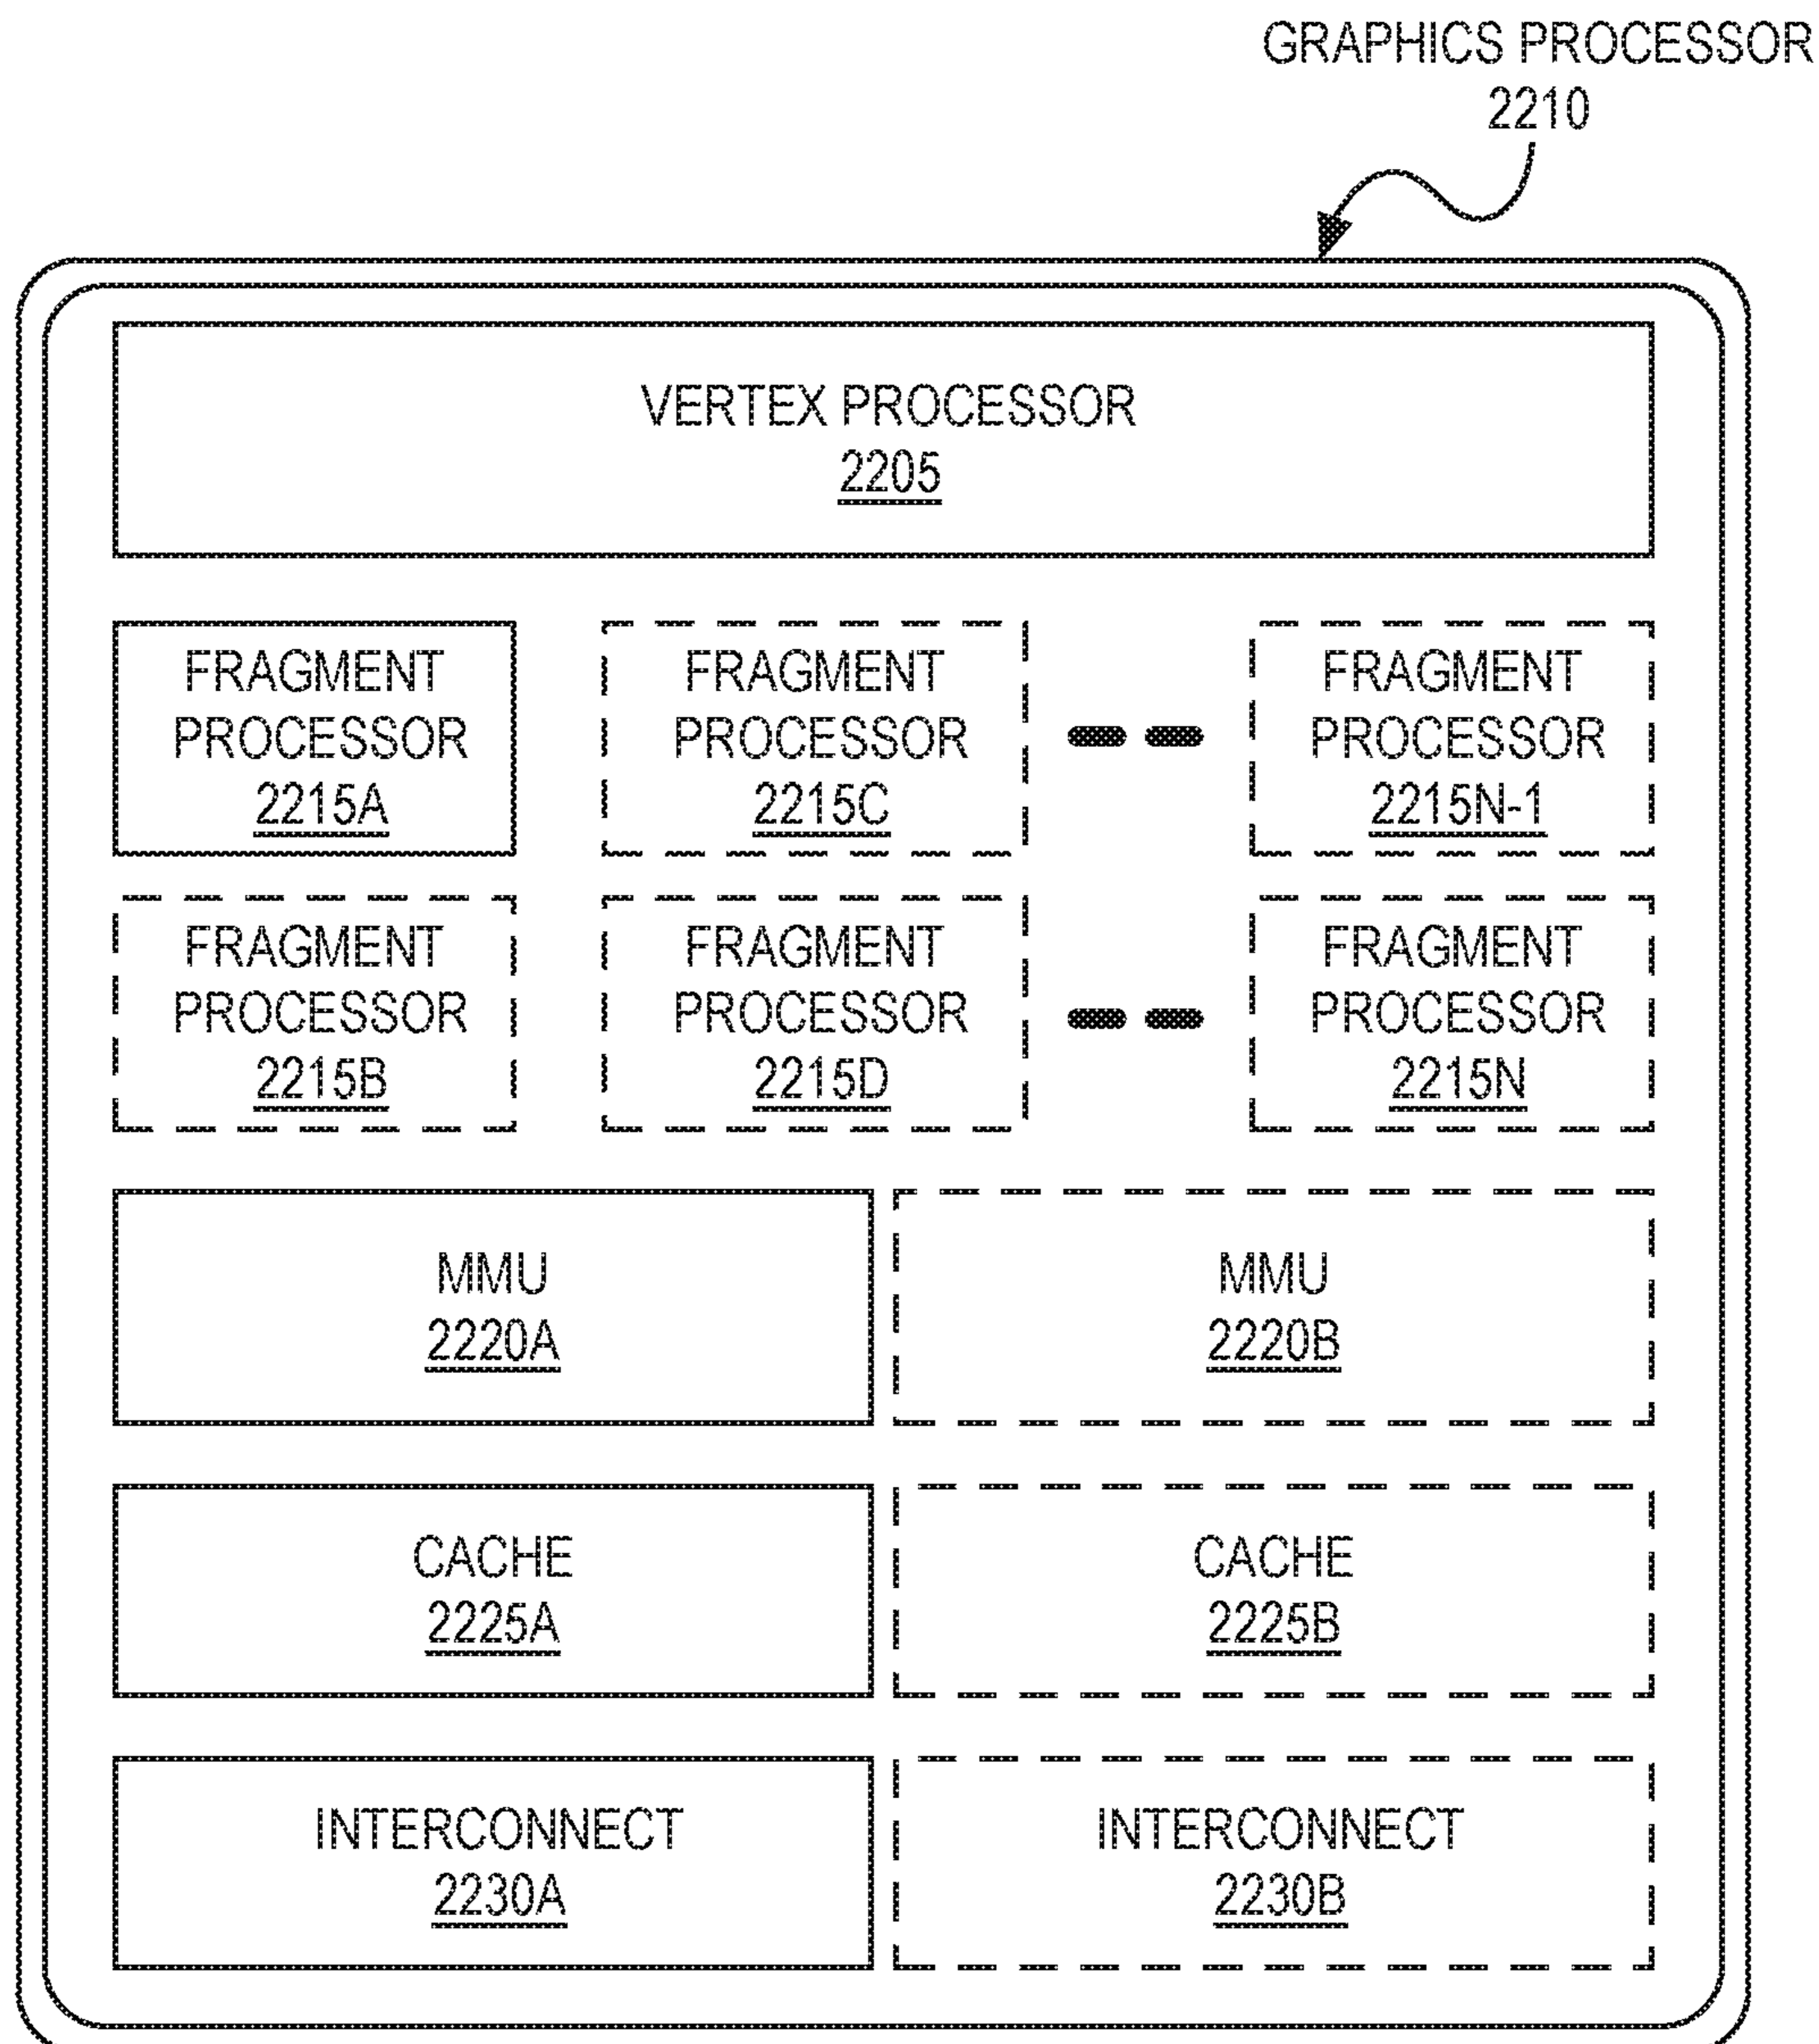 GRAPHICS PROCESSOR
2210
VERTEX PROCESSOR
2205
FRAGMENT
PROCESSOR
2215A
FRAGMENT
PROCESSOR
2215C
FRAGMENT
PROCESSOR
2215N-1
FRAGMENT
PROCESSOR
2215B
FRAGMENT
PROCESSOR
2215D
FRAGMENT
PROCESSOR
2215N
MMU
2220A
MMU
2220B
CACHE
2225A
CACHE
2225B
INTERCONNECT
2230A
INTERCONNECT
2230B